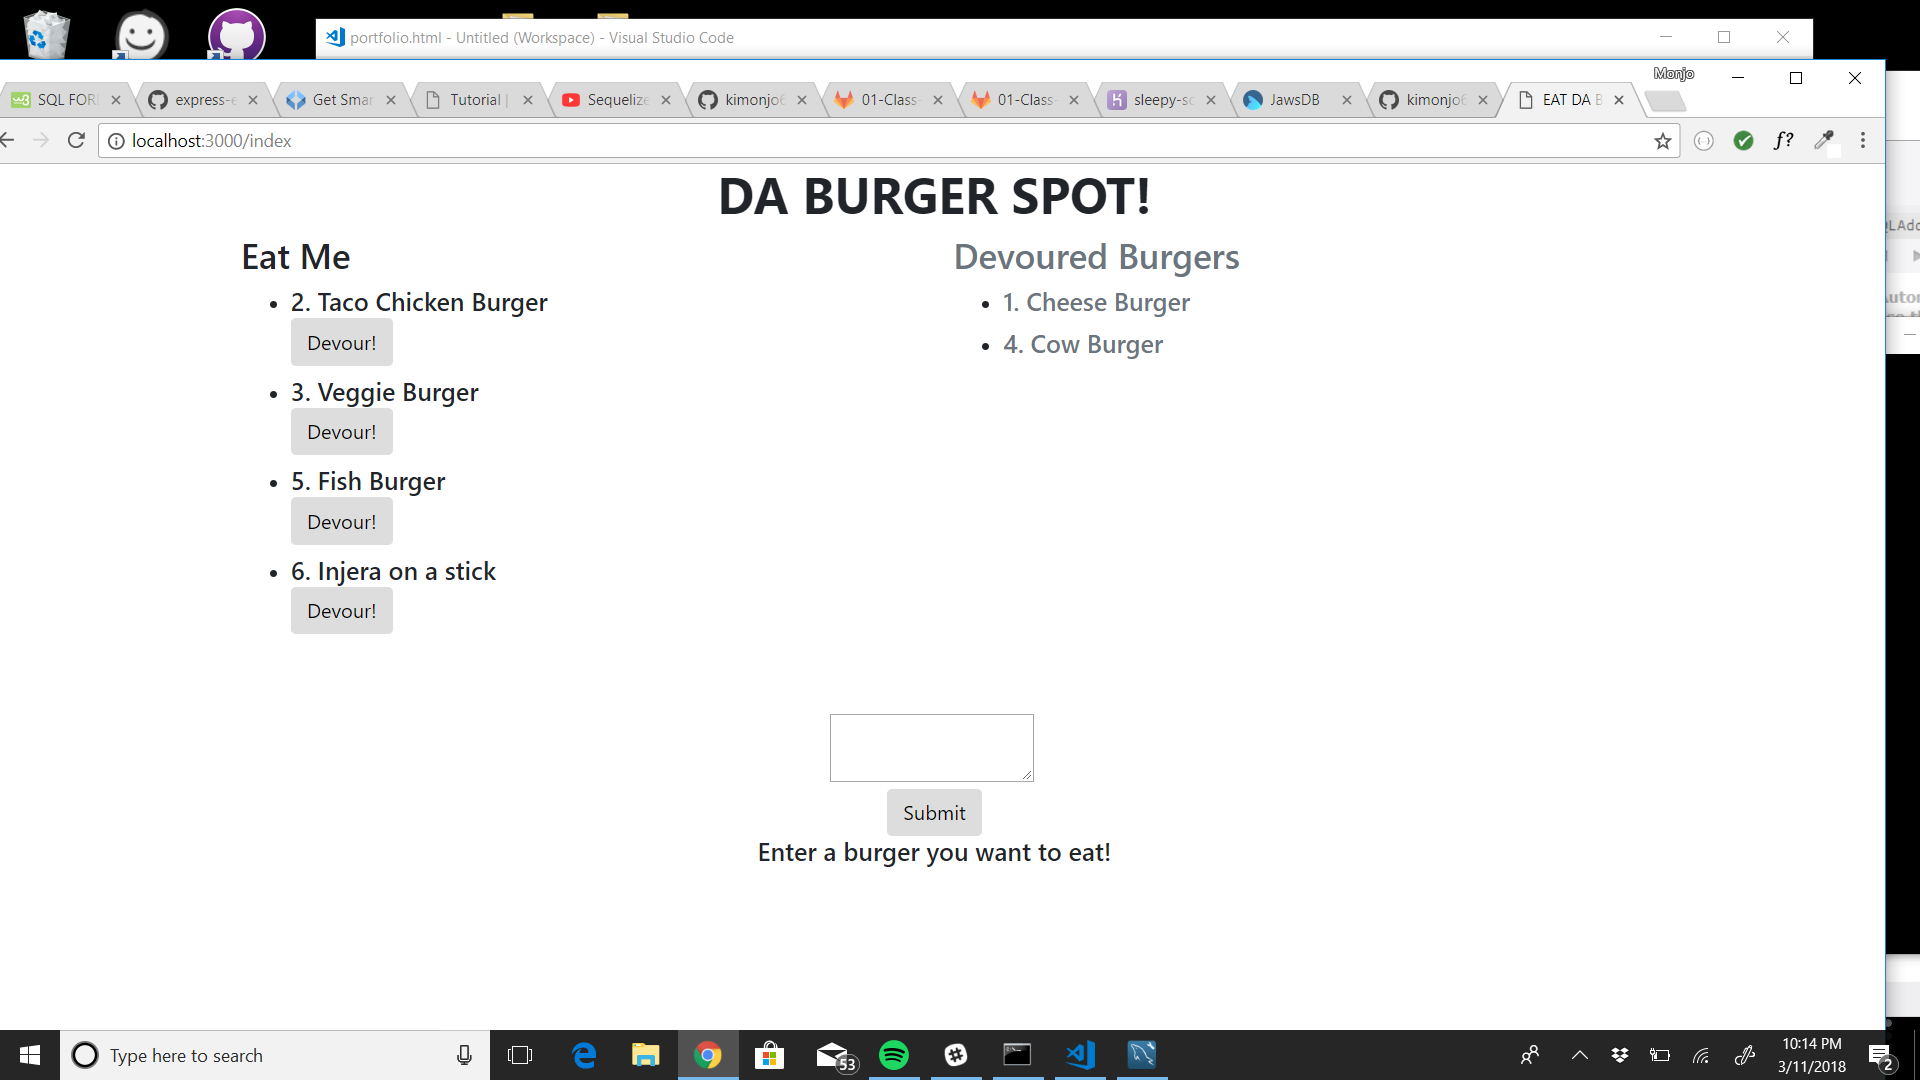 portfolio.html - Untitled (Workspace) - Visual Studio Code
Monjo
SQL FOR
express-e
Get Smar
Tutorial |
Sequelize
kimonjo6
01-Class-
01-Class-
sleepy-sc
JawsDB
kimonjo6
EAT DA B
localhost:3000/index
f?
DA BURGER SPOT!
Eat Me
2. Taco Chicken Burger
Devour!
3. Veggie Burger
Devour!
5. Fish Burger
Devour!
6. Injera on a stick
Devour!
Devoured Burgers
1. Cheese Burger
4. Cow Burger
Submit
Enter a burger you want to eat!
Type here to search
53
10:14 PM
3/11/2018
2